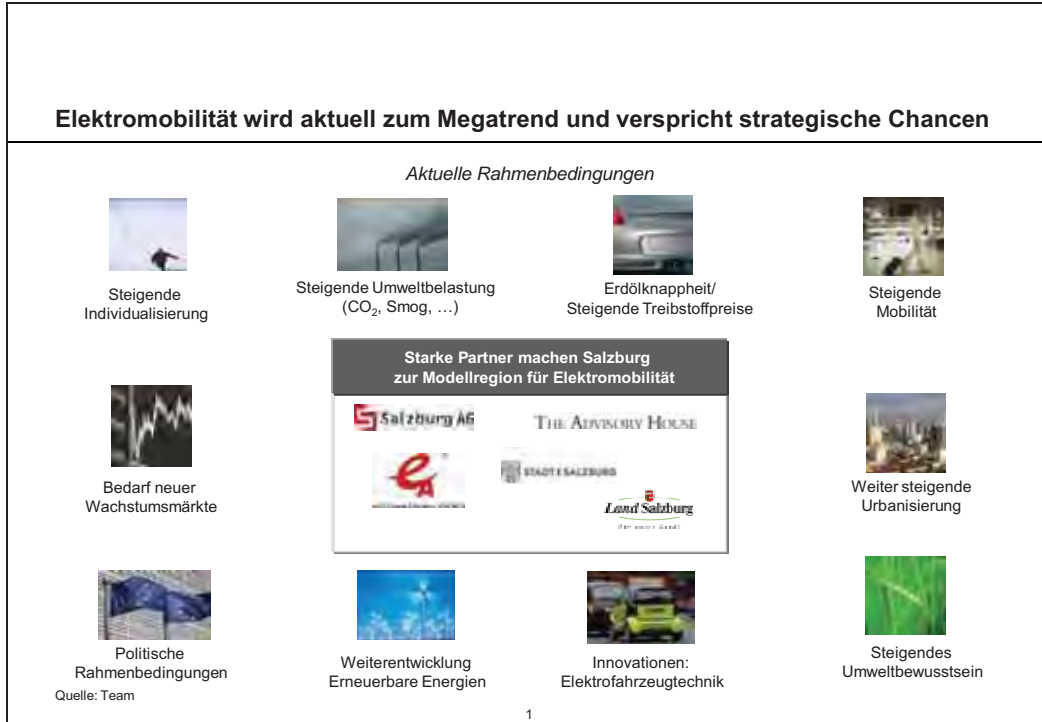 Elektromobilität wird aktuell zum Megatrend und verspricht strategische Chancen
Aktuelle Rahmenbedingungen
Steigende
Individualisierung
Steigende Umweltbelastung
(CO₂, Smog, …)
Erdölknappheit/
Steigende Treibstoffpreise
Steigende
Mobilität
Starke Partner machen Salzburg
zur Modellregion für Elektromobilität
Salzburg AG
THE ADVISORY HOUSE
STADT : SALZBURG
Land Salzburg
Bedarf neuer
Wachstumsmärkte
Weiter steigende
Urbanisierung
Politische
Rahmenbedingungen
Weiterentwicklung
Erneuerbare Energien
Innovationen:
Elektrofahrzeugtechnik
Steigendes
Umweltbewusstsein
Quelle: Team
1